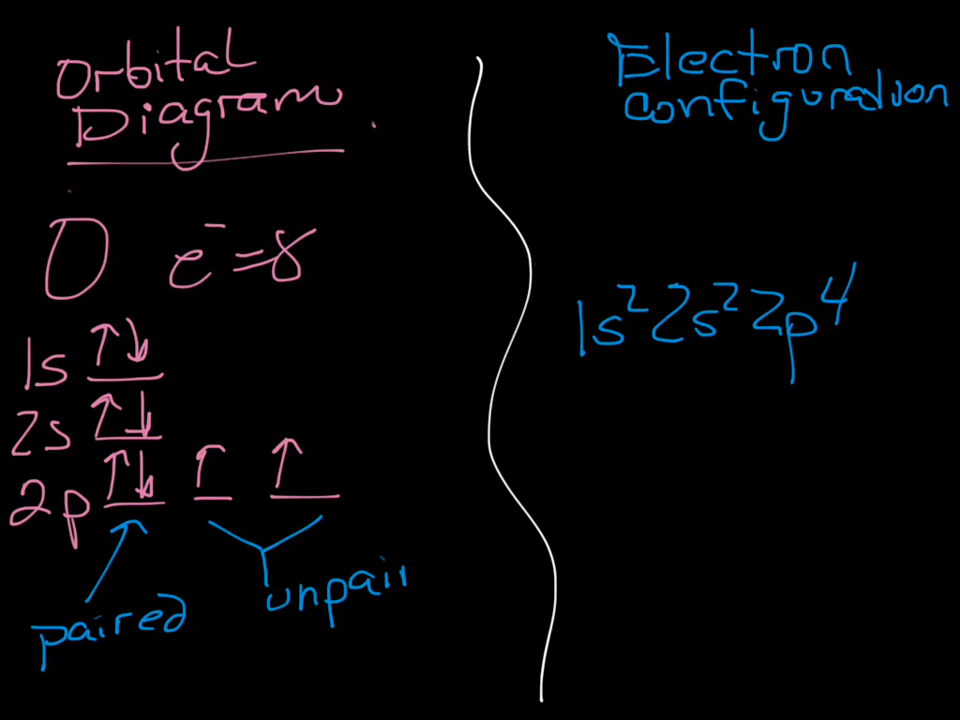 Orbital
Diagram
O e⁻=8
1s ↑↓
2s ↑↓
2p ↑↓ ↑ ↑
paired
unpair
Electron
configuration
1s²2s²2p⁴